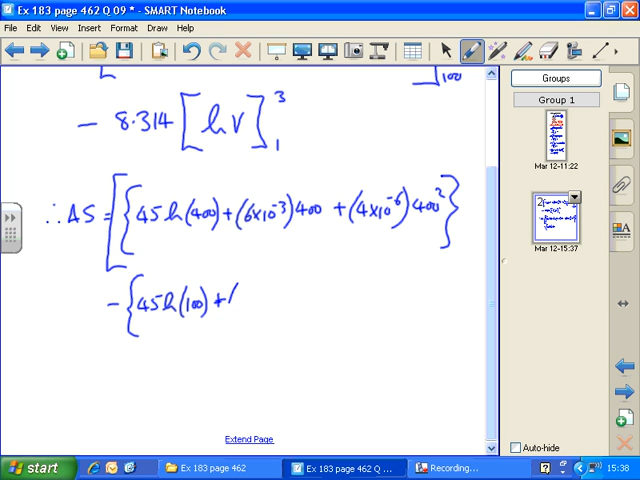 Ex 183 page 462 Q 09 * - SMART Notebook
File Edit View Insert Format Draw Help
100
- 8.314 [ln V]₁³
∴ ΔS = [{45 ln(400) + (6×10⁻³)400 + (4×10⁻⁶)400²}
- {45 ln(100) + (
Extend Page
Groups
Group 1
Mar 12-11:22
Mar 12-15:37
Auto-hide
start
Ex 183 page 462
Ex 183 page 462 Q ...
Recording...
15:38